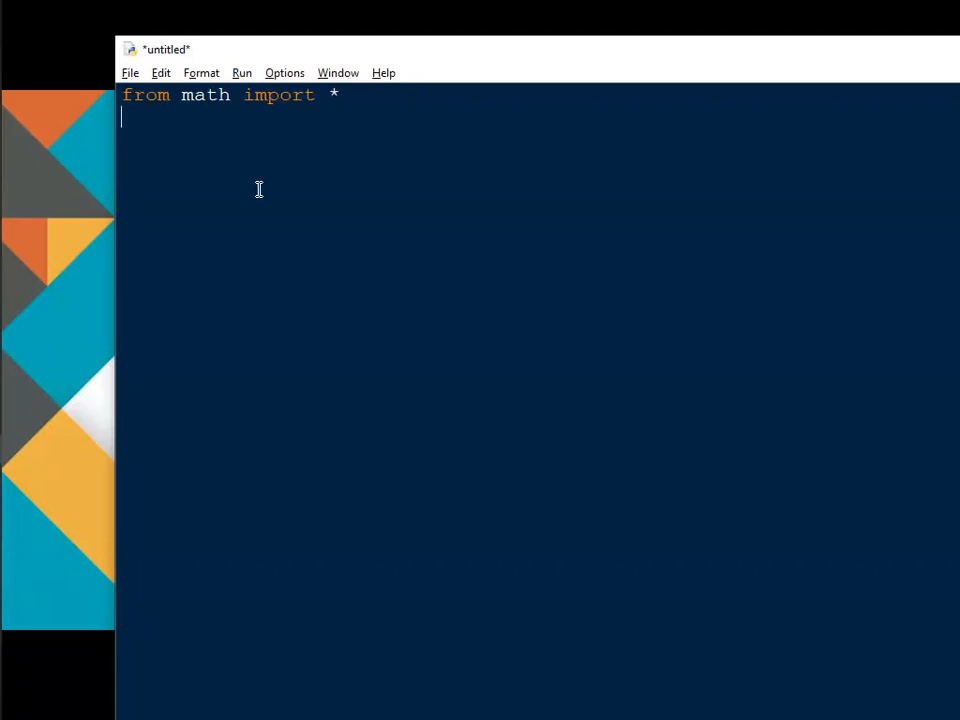 *untitled*
File Edit Format Run Options Window Help
from math import *